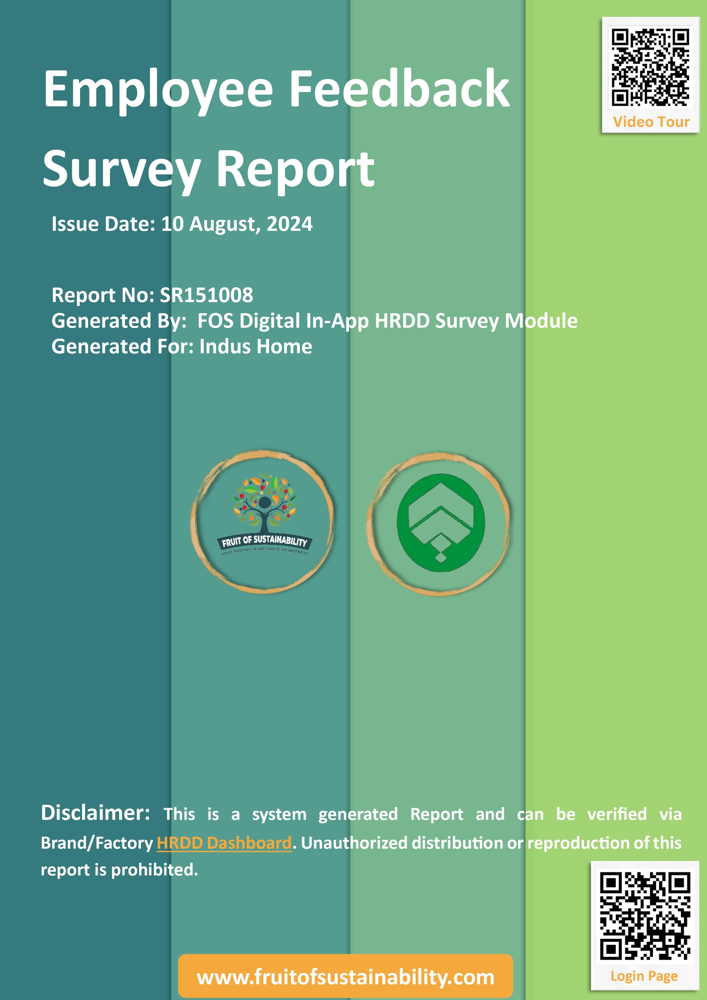 Employee Feedback
Video Tour
Survey Report
Issue Date: 10 August, 2024
Report No: SR151008
Generated By:  FOS Digital In-App HRDD Survey Module
Generated For: Indus Home
FRUIT OF SUSTAINABILITY
YOUR PARTNER IN GRIEVANCE MANAGEMENT
Disclaimer: This is a system generated Report and can be verified via
Brand/Factory HRDD Dashboard. Unauthorized distribution or reproduction of this
report is prohibited.
Login Page
www.fruitofsustainability.com